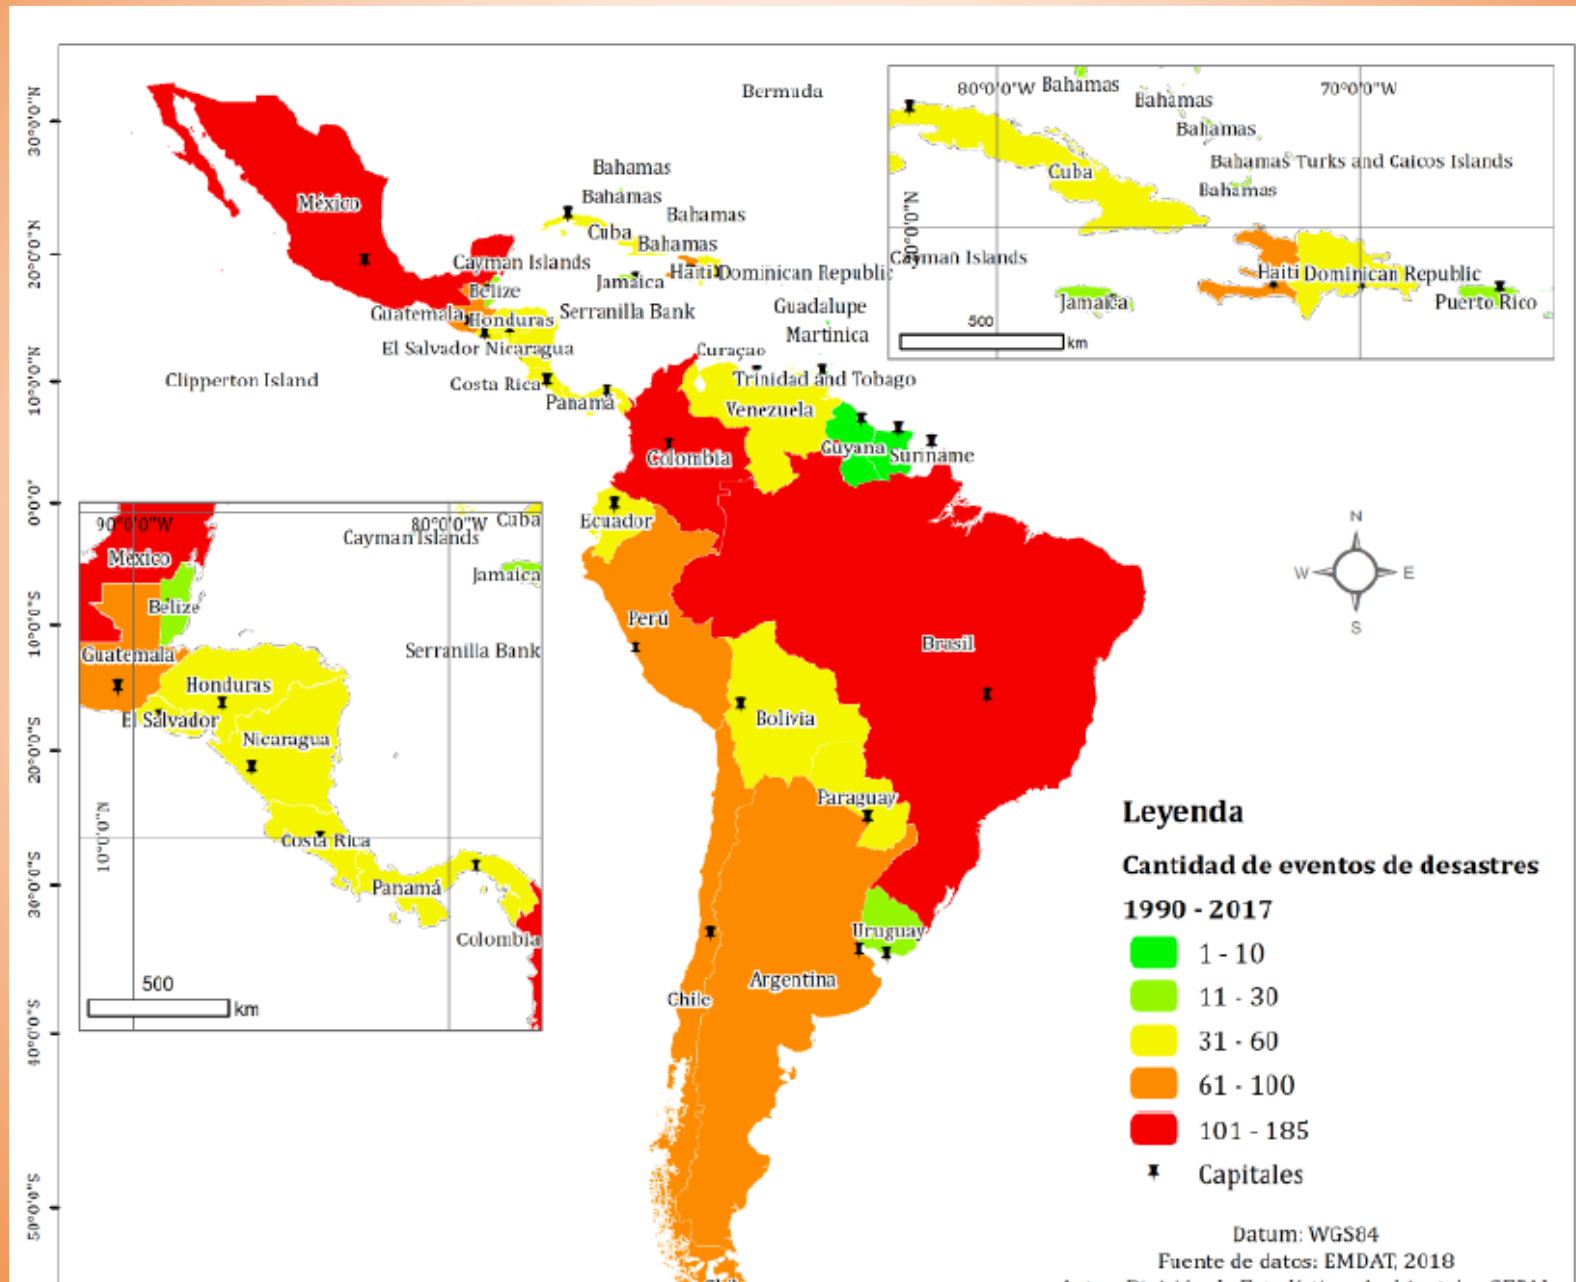 Bermuda
Bahamas
Bahamas
Bahamas
Cuba
Bahamas
México
Cayman Islands
Haiti
Dominican Republic
Jamaica
Belize
Guatemala
Honduras
Serranilla Bank
Guadalupe
Martinica
El Salvador
Nicaragua
Curaçao
Clipperton Island
Costa Rica
Panamá
Trinidad and Tobago
Venezuela
Guyana
Suriname
Colombia
Ecuador
Perú
Brasil
Bolivia
Paraguay
Uruguay
Argentina
Chile
30°0'0"N
20°0'0"N
10°0'0"N
0°0'0"
10°0'0"S
20°0'0"S
30°0'0"S
40°0'0"S
50°0'0"S
80°0'0"W
Bahamas
70°0'0"W
Bahamas
Bahamas
Bahamas
Turks and Caicos Islands
Cuba
Bahamas
Cayman Islands
Haiti
Dominican Republic
Jamaica
Puerto Rico
500
km
90°0'0"W
80°0'0"W
Cuba
Cayman Islands
México
Jamaica
Belize
Guatemala
Serranilla Bank
Honduras
El Salvador
Nicaragua
10°0'0"N
Costa Rica
Panamá
Colombia
500
km
N
W
E
S
Leyenda
Cantidad de eventos de desastres
1990 - 2017
1 - 10
11 - 30
31 - 60
61 - 100
101 - 185
Capitales
Datum: WGS84
Fuente de datos: EMDAT, 2018